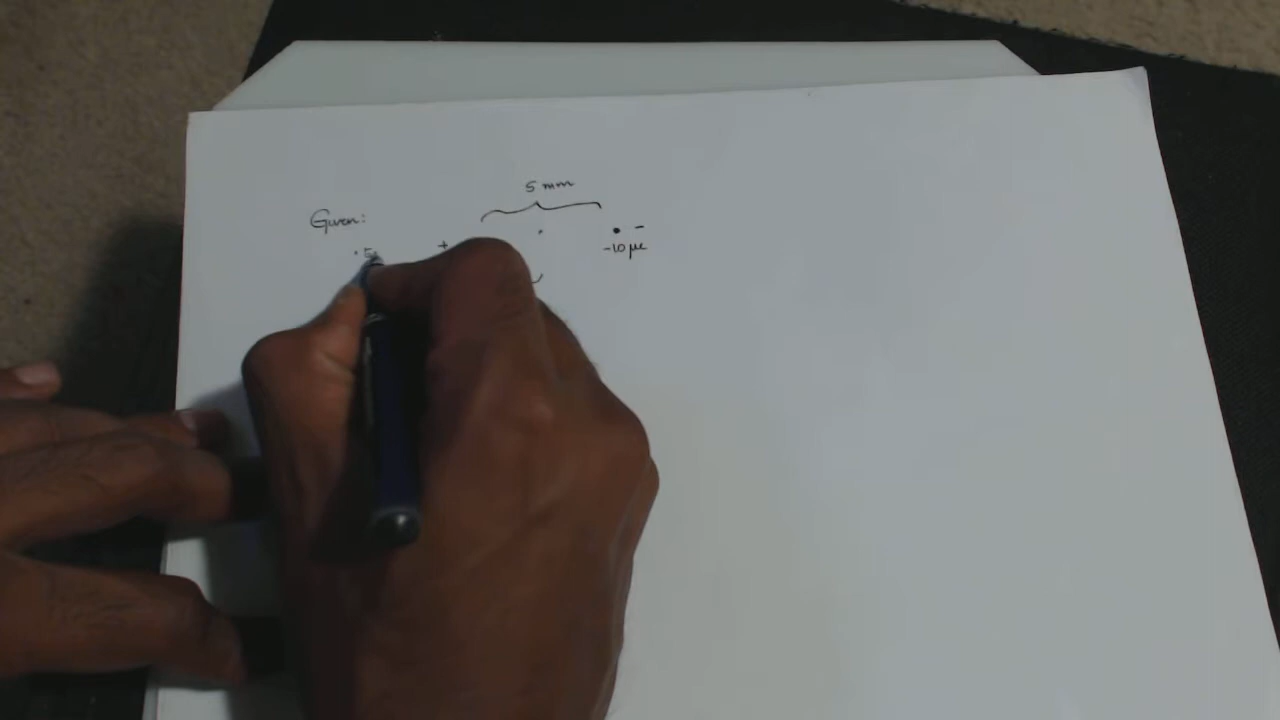 5 mm
Given:
+ . • -
-10 μc